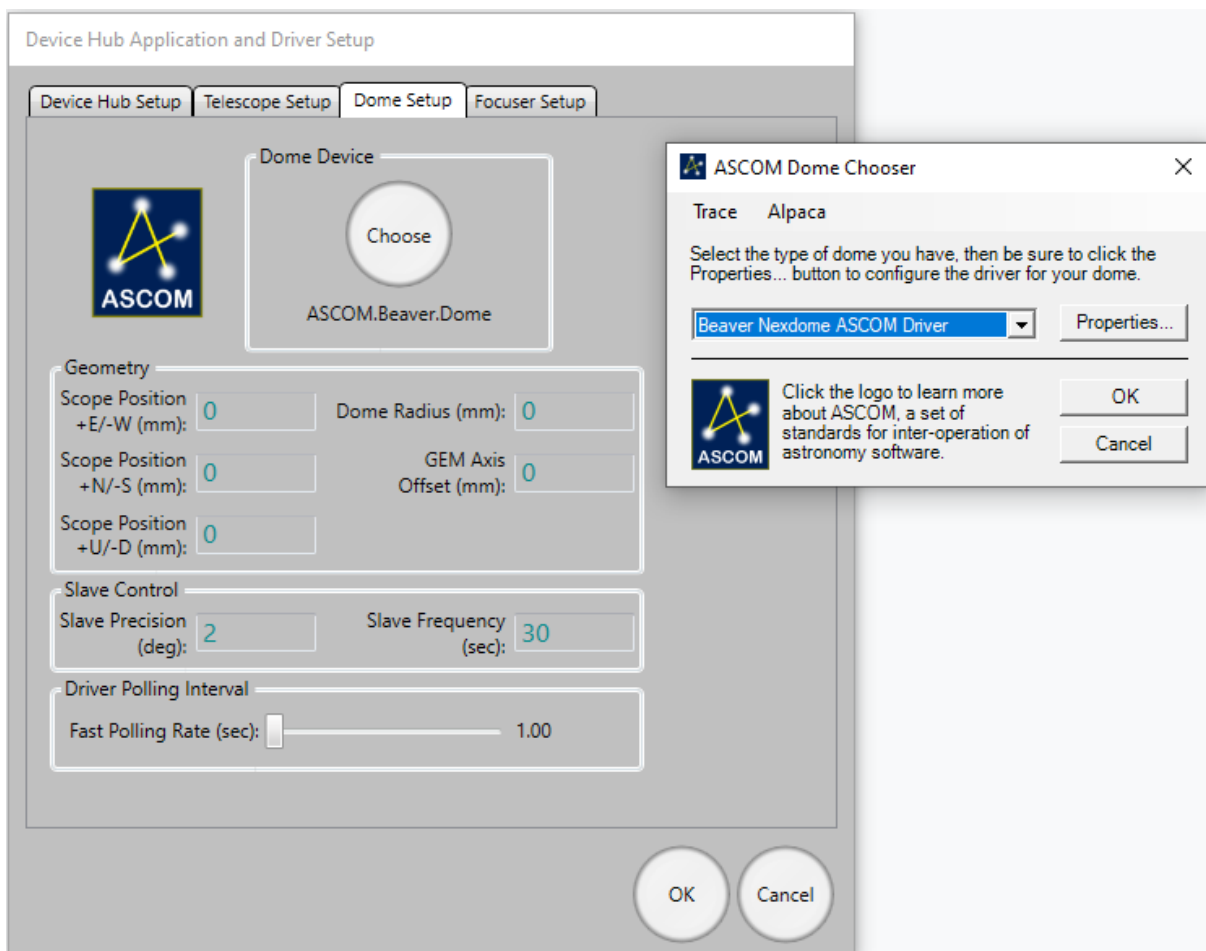 Device Hub Application and Driver Setup
Device Hub Setup
Telescope Setup
Dome Setup
Focuser Setup
ASCOM
Dome Device
Choose
ASCOM.Beaver.Dome
Geometry
Scope Position
+E/-W (mm):
0
Dome Radius (mm):
0
Scope Position
+N/-S (mm):
0
GEM Axis
Offset (mm):
0
Scope Position
+U/-D (mm):
0
Slave Control
Slave Precision
(deg):
2
Slave Frequency
(sec):
30
Driver Polling Interval
Fast Polling Rate (sec):
1.00
OK
Cancel
ASCOM Dome Chooser
Trace
Alpaca
Select the type of dome you have, then be sure to click the
Properties... button to configure the driver for your dome.
Beaver Nexdome ASCOM Driver
Properties...
ASCOM
Click the logo to learn more
about ASCOM, a set of
standards for inter-operation of
astronomy software.
OK
Cancel